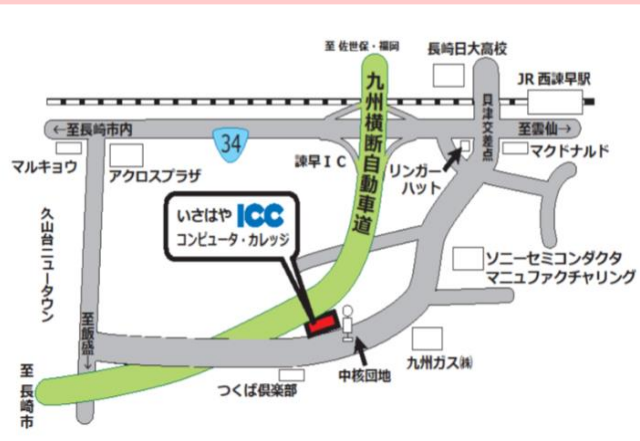 至 佐世保・福岡
長崎日大高校
JR 西諫早駅
←至長崎市内
34
九州横断自動車道
貝津交差点
至雲仙→
マルキョウ
アクロスプラザ
諫早IC
リンガー
ハット
マクドナルド
いさはや ICC
コンピュータ・カレッジ
久山台ニュータウン
ソニーセミコンダクタ
マニュファクチャリング
至飯盛→
九州ガス㈱
中核団地
つくば倶楽部
至 長崎市